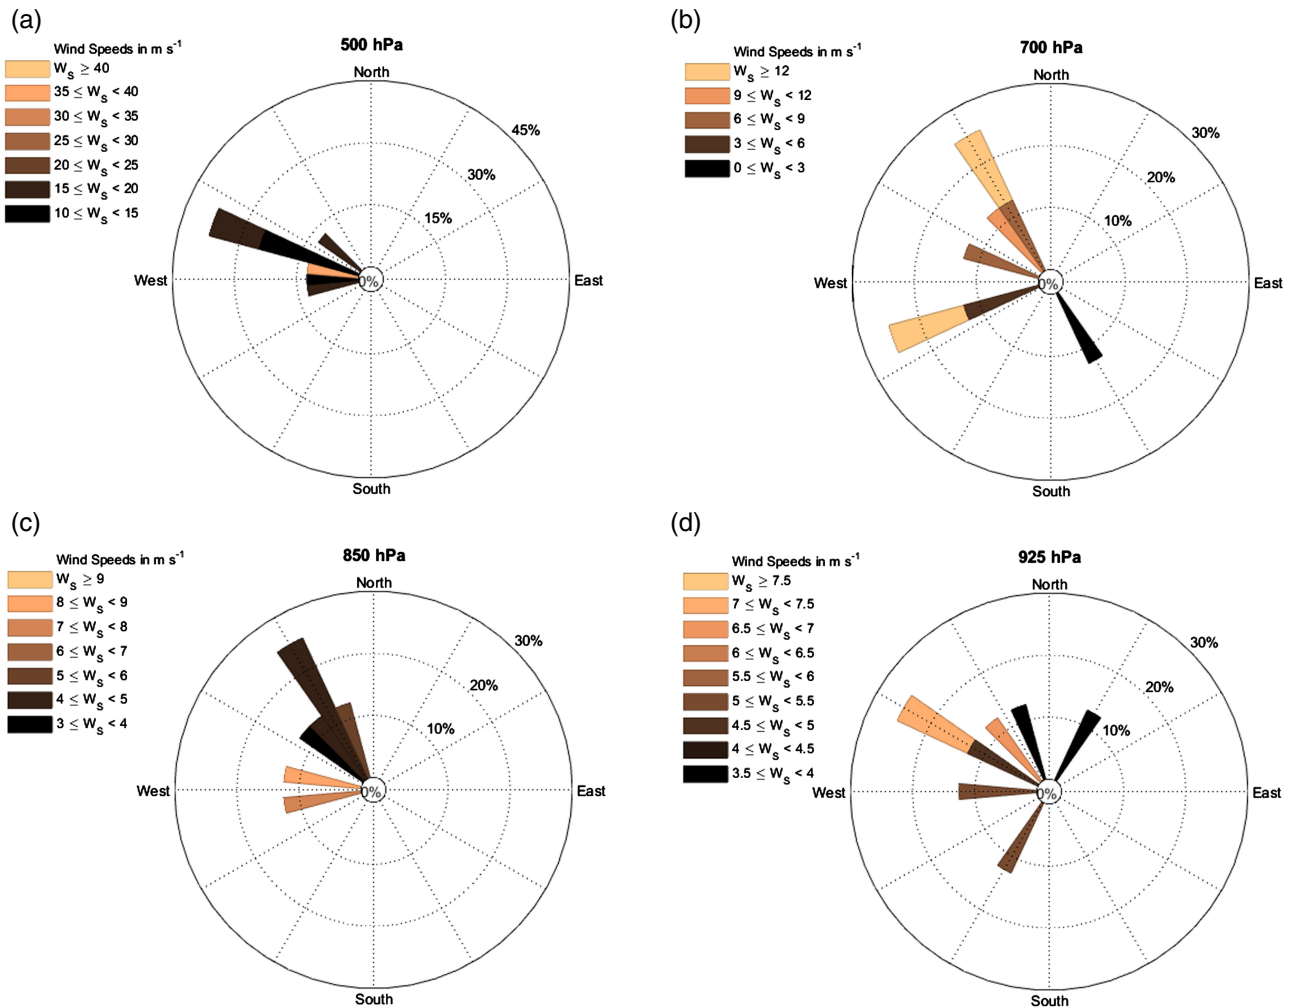 (a)
500 hPa
Wind Speeds in m s-1
WS ≥ 40
35 ≤ WS < 40
30 ≤ WS < 35
25 ≤ WS < 30
20 ≤ WS < 25
15 ≤ WS < 20
10 ≤ WS < 15
North
45%
30%
15%
0%
West
East
South
(b)
700 hPa
Wind Speeds in m s-1
WS ≥ 12
9 ≤ WS < 12
6 ≤ WS < 9
3 ≤ WS < 6
0 ≤ WS < 3
North
30%
20%
10%
0%
West
East
South
(c)
850 hPa
Wind Speeds in m s-1
WS ≥ 9
8 ≤ WS < 9
7 ≤ WS < 8
6 ≤ WS < 7
5 ≤ WS < 6
4 ≤ WS < 5
3 ≤ WS < 4
North
30%
20%
10%
0%
West
East
South
(d)
925 hPa
Wind Speeds in m s-1
WS ≥ 7.5
7 ≤ WS < 7.5
6.5 ≤ WS < 7
6 ≤ WS < 6.5
5.5 ≤ WS < 6
5 ≤ WS < 5.5
4.5 ≤ WS < 5
4 ≤ WS < 4.5
3.5 ≤ WS < 4
North
30%
20%
10%
0%
West
East
South